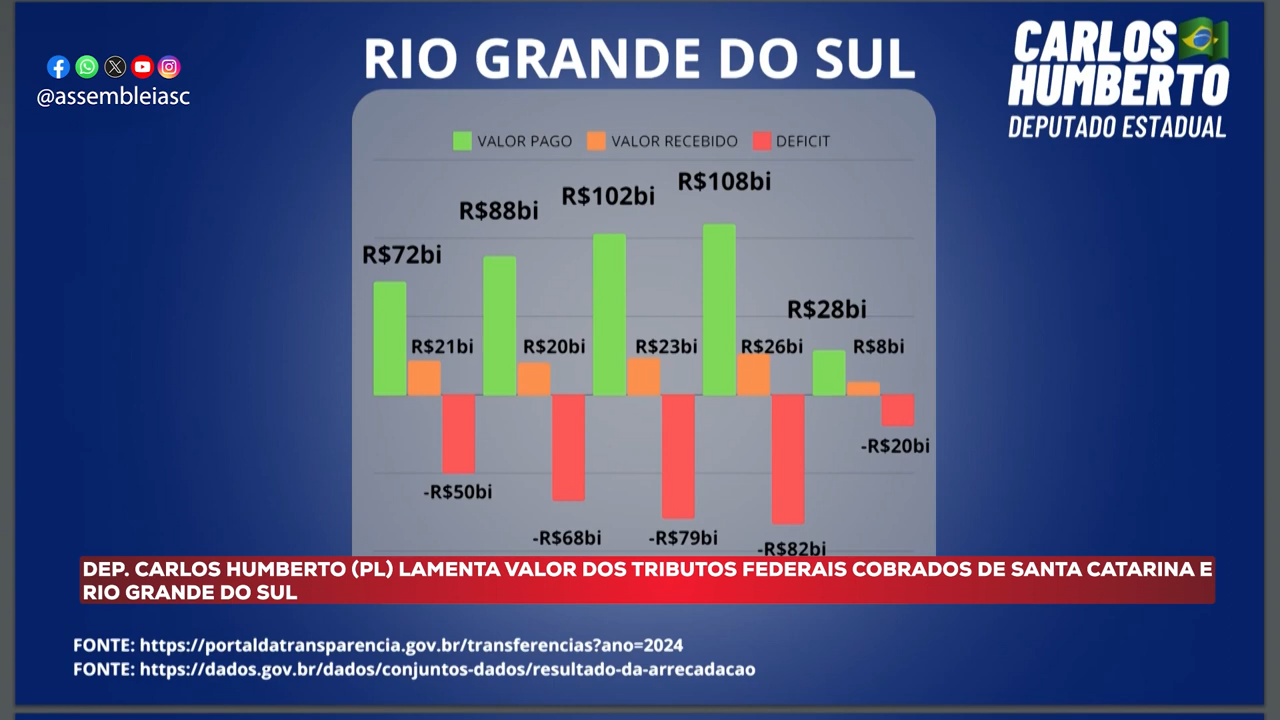 @assembleiasc
RIO GRANDE DO SUL
CARLOS
HUMBERTO
DEPUTADO ESTADUAL
VALOR PAGO VALOR RECEBIDO DEFICIT
R$72bi
R$88bi
R$102bi
R$108bi
R$28bi
R$21bi
R$20bi
R$23bi
R$26bi
R$8bi
-R$50bi
-R$68bi
-R$79bi
-R$82bi
-R$20bi
DEP. CARLOS HUMBERTO (PL) LAMENTA VALOR DOS TRIBUTOS FEDERAIS COBRADOS DE SANTA CATARINA E
RIO GRANDE DO SUL
FONTE: https://portaldatransparencia.gov.br/transferencias?ano=2024
FONTE: https://dados.gov.br/dados/conjuntos-dados/resultado-da-arrecadacao